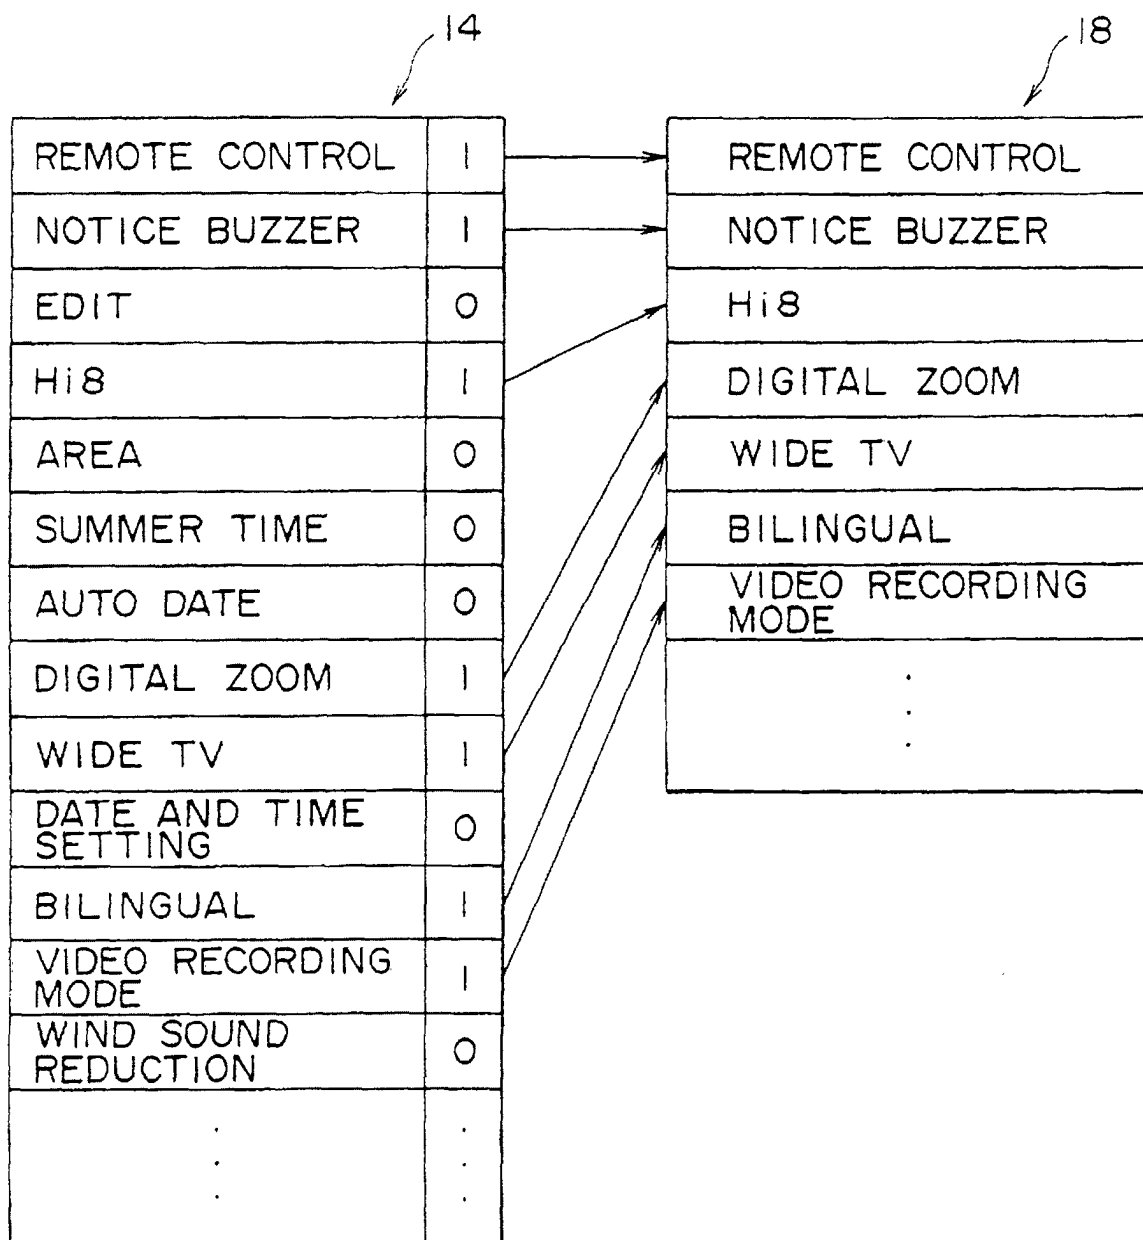 14
REMOTE CONTROL 1
NOTICE BUZZER 1
EDIT 0
Hi8 1
AREA 0
SUMMER TIME 0
AUTO DATE 0
DIGITAL ZOOM 1
WIDE TV 1
DATE AND TIME
SETTING 0
BILINGUAL 1
VIDEO RECORDING
MODE 1
WIND SOUND
REDUCTION 0
18
REMOTE CONTROL
NOTICE BUZZER
Hi8
DIGITAL ZOOM
WIDE TV
BILINGUAL
VIDEO RECORDING
MODE